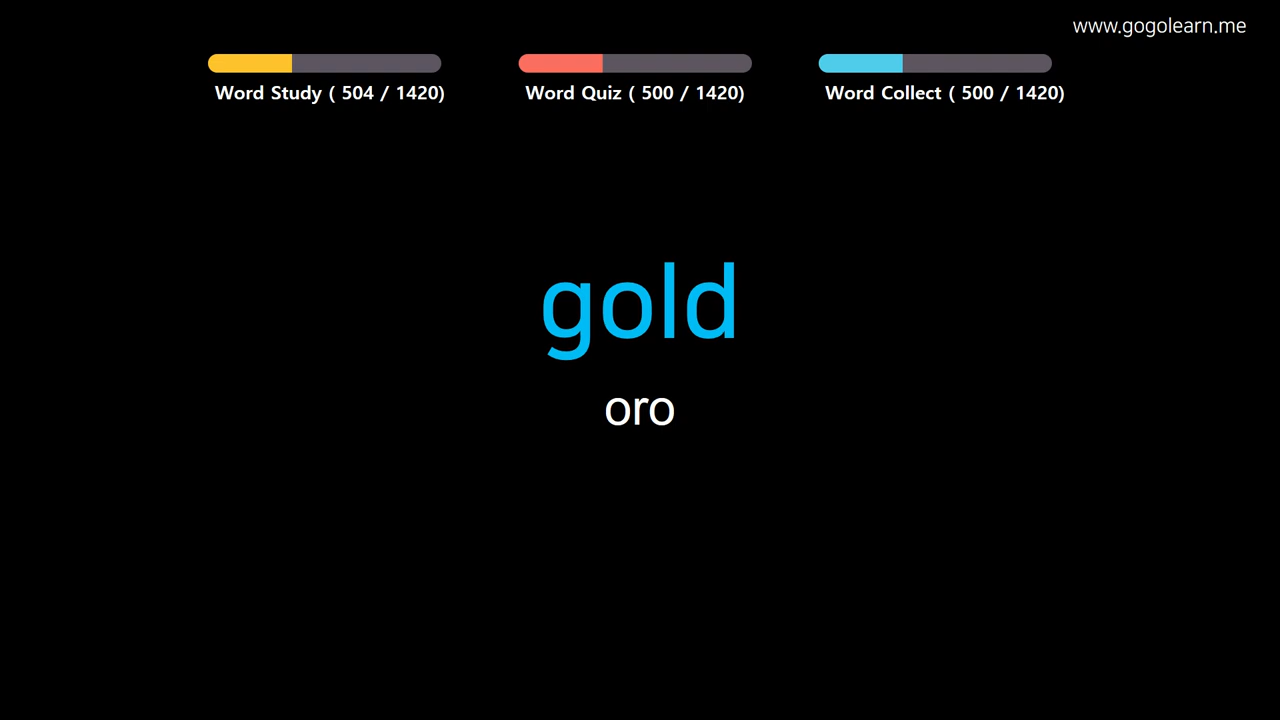 www.gogolearn.me
Word Study ( 504 / 1420)
Word Quiz ( 500 / 1420)
Word Collect ( 500 / 1420)
gold
oro